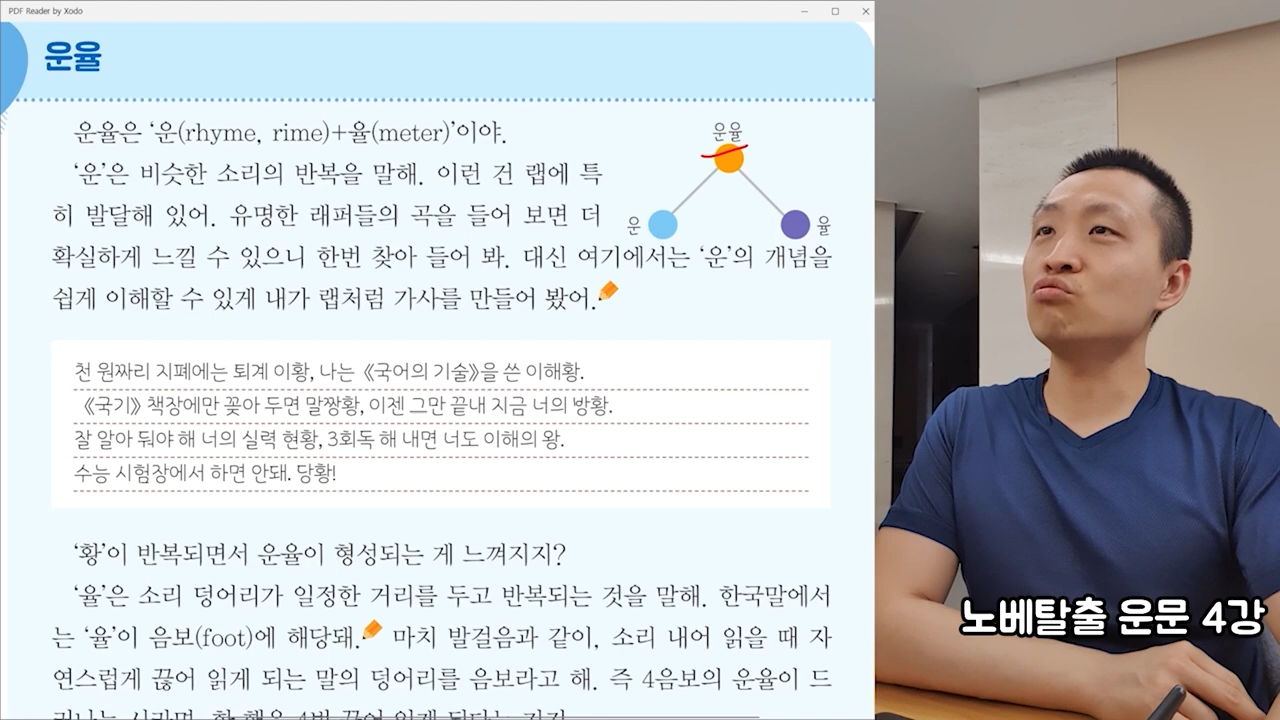 PDF Reader by Xodo
운율
운율은 ‘운(rhyme, rime)+율(meter)’이야.
‘운’은 비슷한 소리의 반복을 말해. 이런 건 랩에 특
히 발달해 있어. 유명한 래퍼들의 곡을 들어 보면 더
확실하게 느낄 수 있으니 한번 찾아 들어 봐. 대신 여기에서는 ‘운’의 개념을
쉽게 이해할 수 있게 내가 랩처럼 가사를 만들어 봤어.
운율
운
율
천 원짜리 지폐에는 퇴계 이황, 나는 《국어의 기술》을 쓴 이해황.
《국기》 책장에만 꽂아 두면 말짱황, 이젠 그만 끝내 지금 너의 방황.
잘 알아 둬야 해 너의 실력 현황, 3회독 해 내면 너도 이해의 왕.
수능 시험장에서 하면 안돼. 당황!
‘황’이 반복되면서 운율이 형성되는 게 느껴지지?
‘율’은 소리 덩어리가 일정한 거리를 두고 반복되는 것을 말해. 한국말에서
는 ‘율’이 음보(foot)에 해당돼. 마치 발걸음과 같이, 소리 내어 읽을 때 자
연스럽게 끊어 읽게 되는 말의 덩어리를 음보라고 해. 즉 4음보의 운율이 드
노베탈출 운문 4강